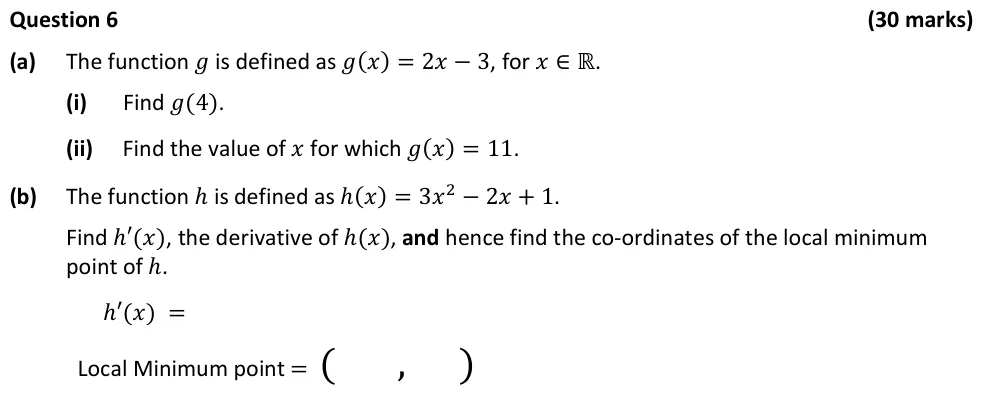 Question 6 (30 marks)
(a) The function g is defined as g(x) = 2x − 3, for x ∈ ℝ.
(i) Find g(4).
(ii) Find the value of x for which g(x) = 11.
(b) The function h is defined as h(x) = 3x² − 2x + 1.
Find h′(x), the derivative of h(x), and hence find the co-ordinates of the local minimum
point of h.
h′(x) =
Local Minimum point = ( , )